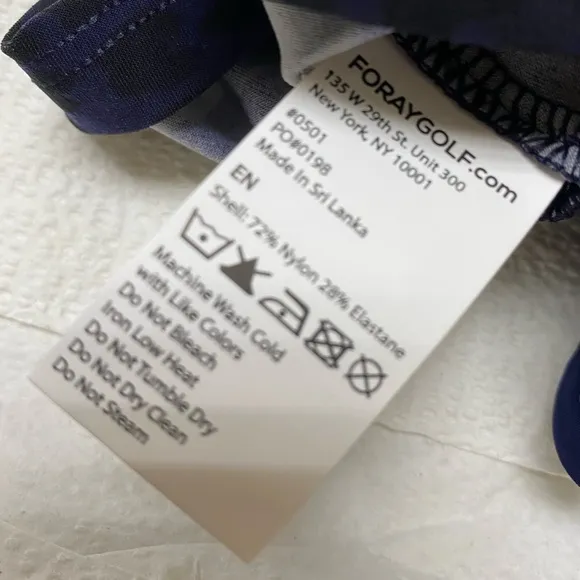 FORAYGOLF.com
135 W 29th St. Unit 300
New York, NY 10001
#0501
PO#0198
Made In Sri Lanka
EN
Shell: 72% Nylon 28% Elastane
Machine Wash Cold
with Like Colors
Do Not Bleach
Iron Low Heat
Do Not Tumble Dry
Do Not Dry Clean
Do Not Steam